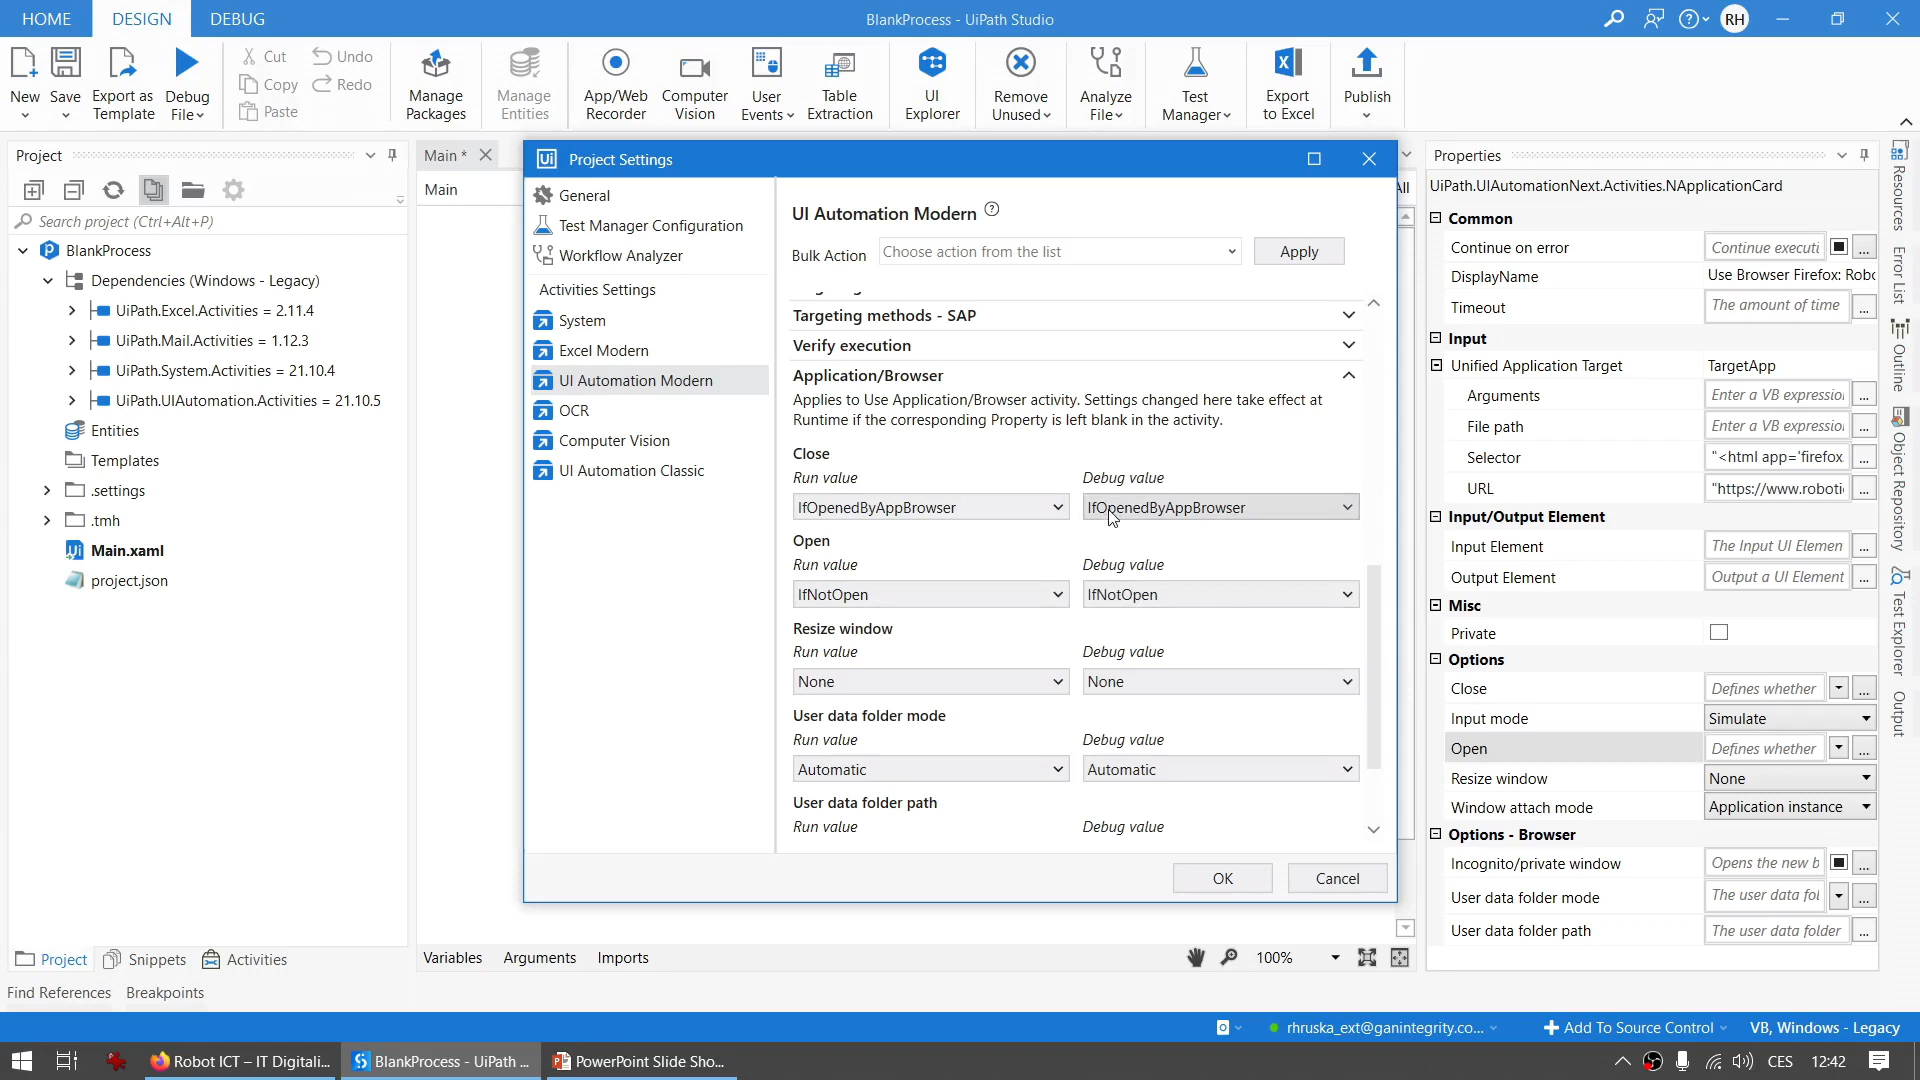 HOME DESIGN DEBUG
BlankProcess - UiPath Studio
RH
New
Save
Export as Template
Debug File
Cut
Copy
Paste
Undo
Redo
Manage Packages
Manage Entities
App/Web Recorder
Computer Vision
User Events
Table Extraction
UI Explorer
Remove Unused
Analyze File
Test Manager
Export to Excel
Publish
Project
Search project (Ctrl+Alt+P)
BlankProcess
Dependencies (Windows - Legacy)
UiPath.Excel.Activities = 2.11.4
UiPath.Mail.Activities = 1.12.3
UiPath.System.Activities = 21.10.4
UiPath.UIAutomation.Activities = 21.10.5
Entities
Templates
.settings
.tmh
Main.xaml
project.json
Project Snippets Activities
Find References Breakpoints
Main *
Main
Project Settings
General
Test Manager Configuration
Workflow Analyzer
Activities Settings
System
Excel Modern
UI Automation Modern
OCR
Computer Vision
UI Automation Classic
UI Automation Modern
Bulk Action Choose action from the list Apply
Targeting methods - SAP
Verify execution
Application/Browser
Applies to Use Application/Browser activity. Settings changed here take effect at
Runtime if the corresponding Property is left blank in the activity.
Close
Run value Debug value
IfOpenedByAppBrowser IfOpenedByAppBrowser
Open
Run value Debug value
IfNotOpen IfNotOpen
Resize window
Run value Debug value
None None
User data folder mode
Run value Debug value
Automatic Automatic
User data folder path
Run value Debug value
OK Cancel
Variables Arguments Imports
100%
Properties
UiPath.UIAutomationNext.Activities.NApplicationCard
Common
Continue on error Continue executi
DisplayName Use Browser Firefox: Robo
Timeout The amount of time
Input
Unified Application Target TargetApp
Arguments Enter a VB expressio
File path Enter a VB expressio
Selector "<html app='firefox
URL "https://www.roboti
Input/Output Element
Input Element The Input UI Elemen
Output Element Output a UI Element
Misc
Private
Options
Close Defines whether
Input mode Simulate
Open Defines whether
Resize window None
Window attach mode Application instance
Options - Browser
Incognito/private window Opens the new b
User data folder mode The user data fol
User data folder path The user data folder
Resources
Error List
Outline
Object Repository
Test Explorer
Output
rhruska_ext@ganintegrity.co... Add To Source Control VB, Windows - Legacy
Robot ICT – IT Digitali... BlankProcess - UiPath ... PowerPoint Slide Sho... CES 12:42